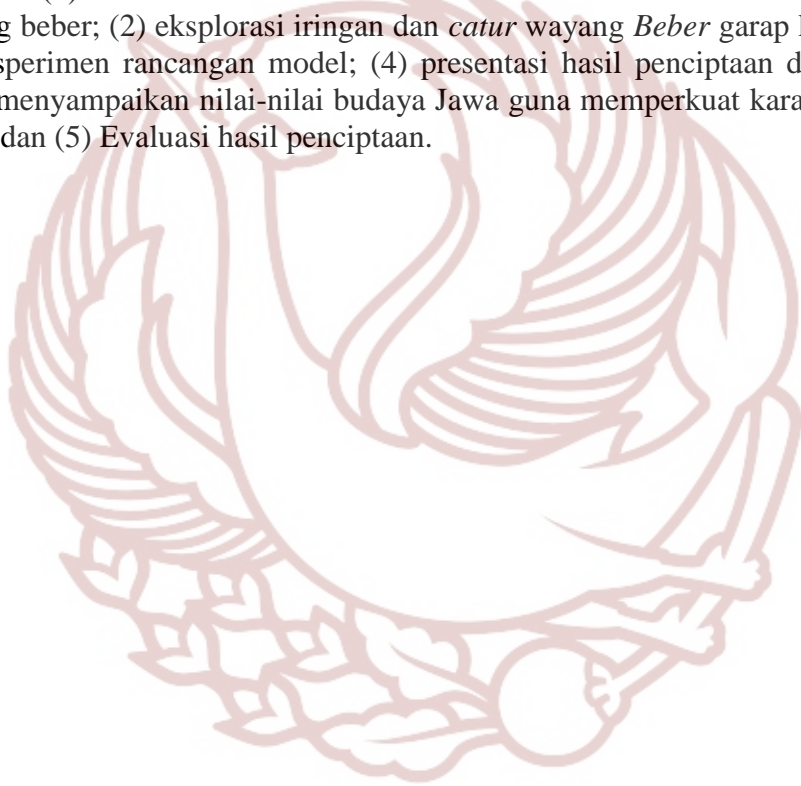 g beber; (2) eksplorasi iringan dan catur wayang Beber garap
sperimen rancangan model; (4) presentasi hasil penciptaan d
menyampaikan nilai-nilai budaya Jawa guna memperkuat kara
dan (5) Evaluasi hasil penciptaan.